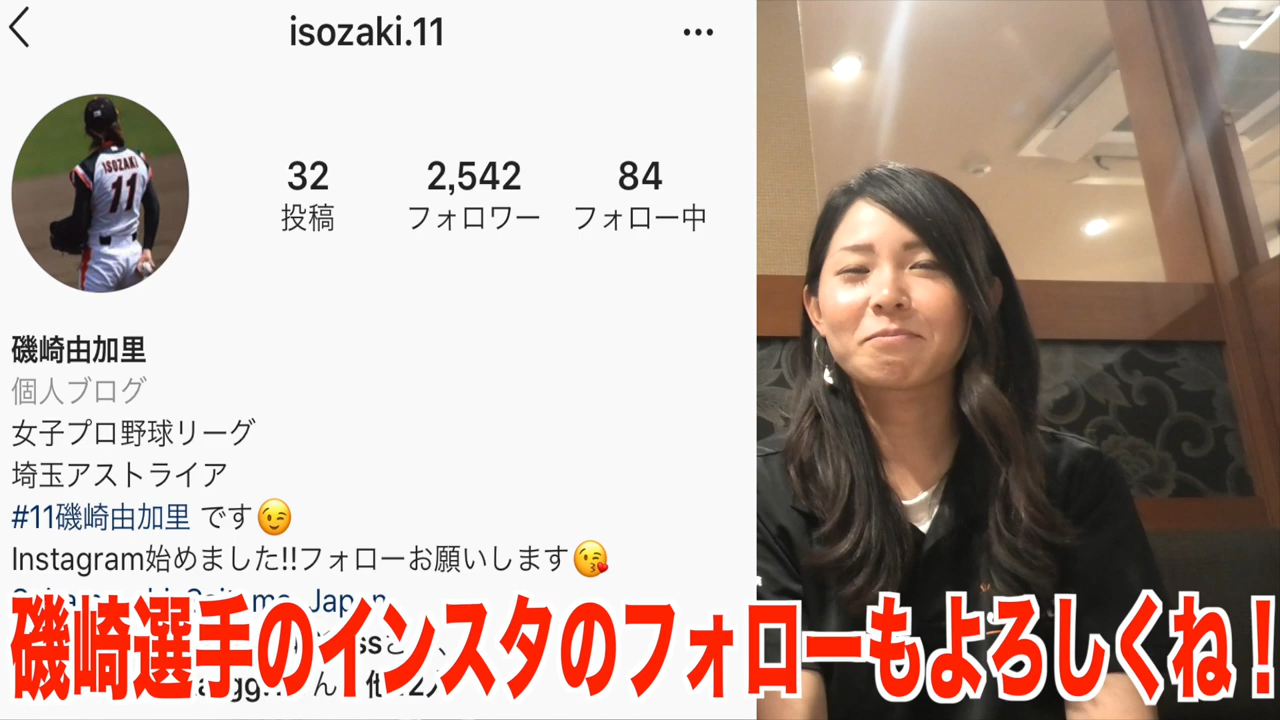 isozaki.11
ISOZAKI
11
32
投稿
2,542
フォロワー
84
フォロー中
磯崎由加里
個人ブログ
女子プロ野球リーグ
埼玉アストライア
#11磯崎由加里 です😉
Instagram始めました!!フォローお願いします😘
Japan
磯崎選手のインスタのフォローもよろしくね！